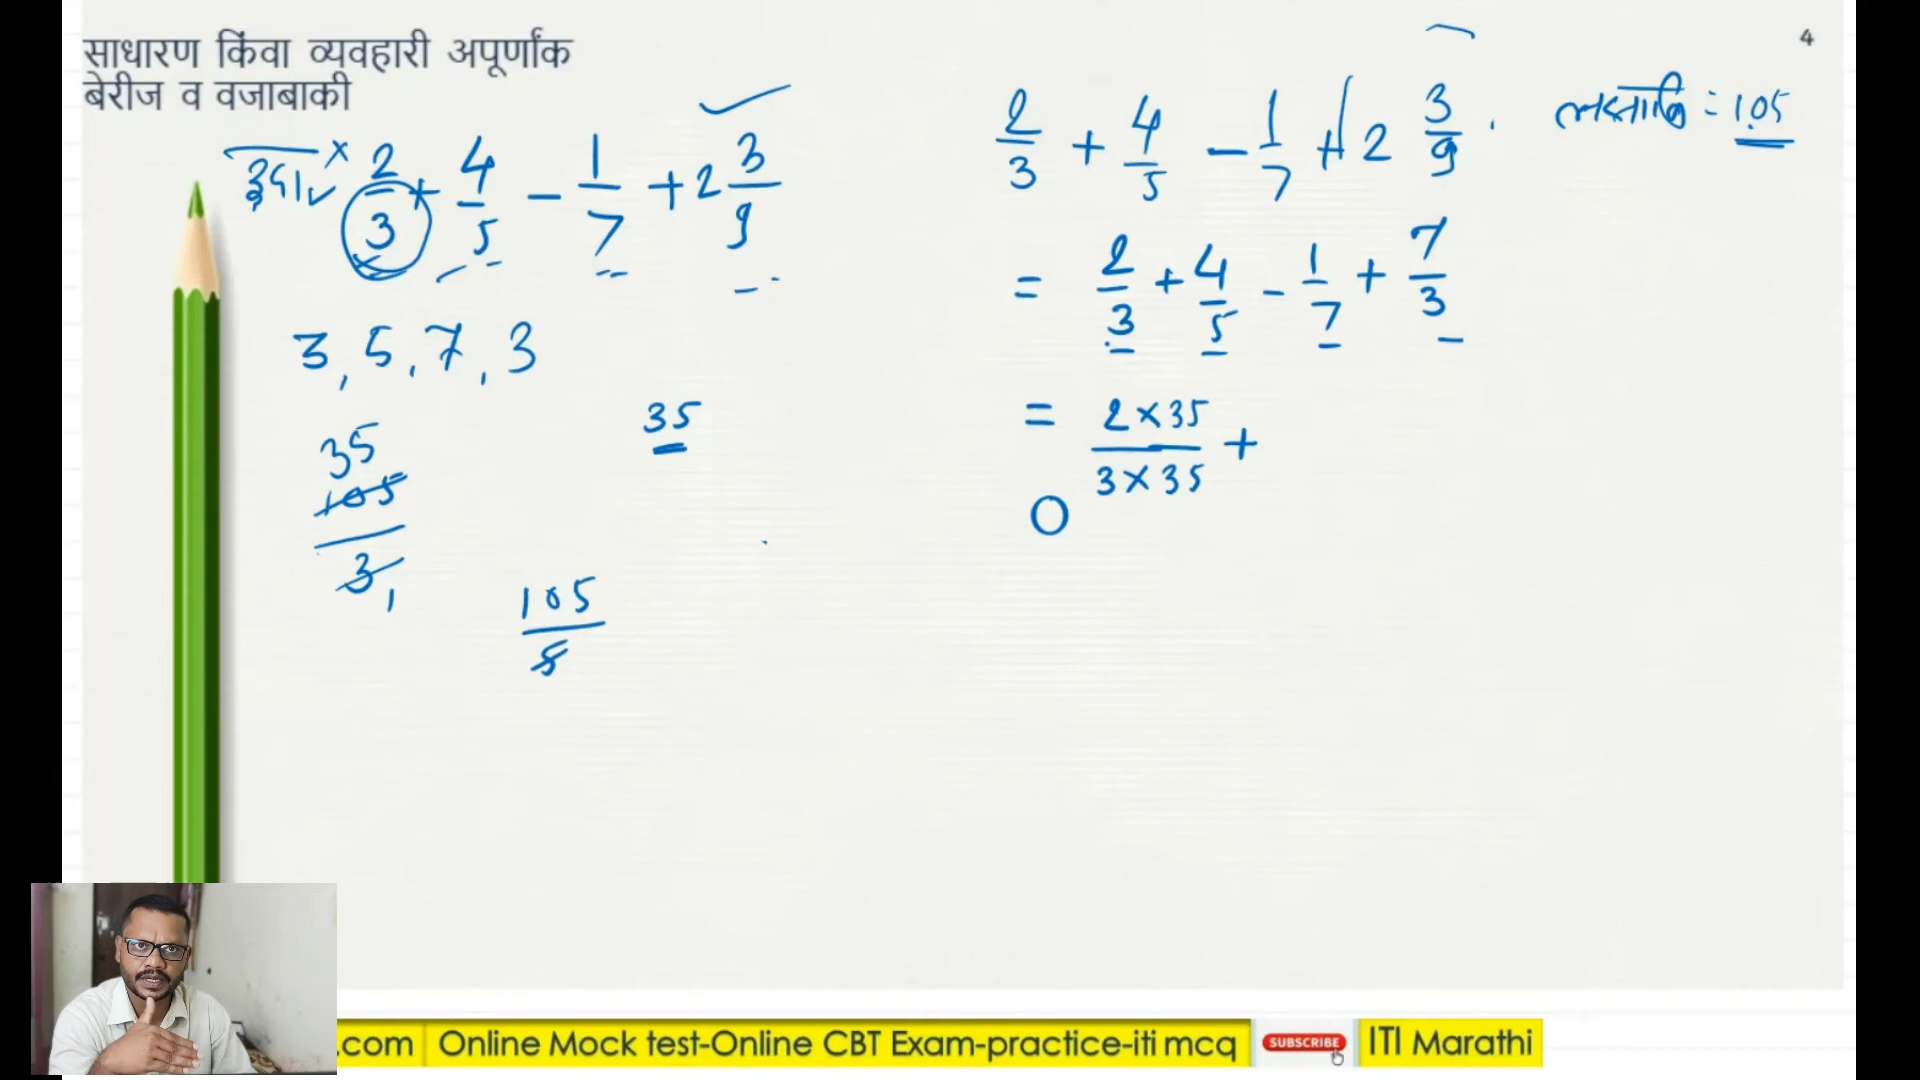 साधारण किंवा व्यवहारी अपूर्णांक
बेरीज व वजाबाकी
4
2/3 + 4/5 - 1/7 + 2 3/9
3, 5, 7, 3
35
105
3, 1
35
105
5
2/3 + 4/5 - 1/7 + 2 3/9 .
= 105
= 2/3 + 4/5 - 1/7 + 7/3
= 2×35 / 3×35 +
.com
Online Mock test-Online CBT Exam-practice-iti mcq
SUBSCRIBE
ITI Marathi